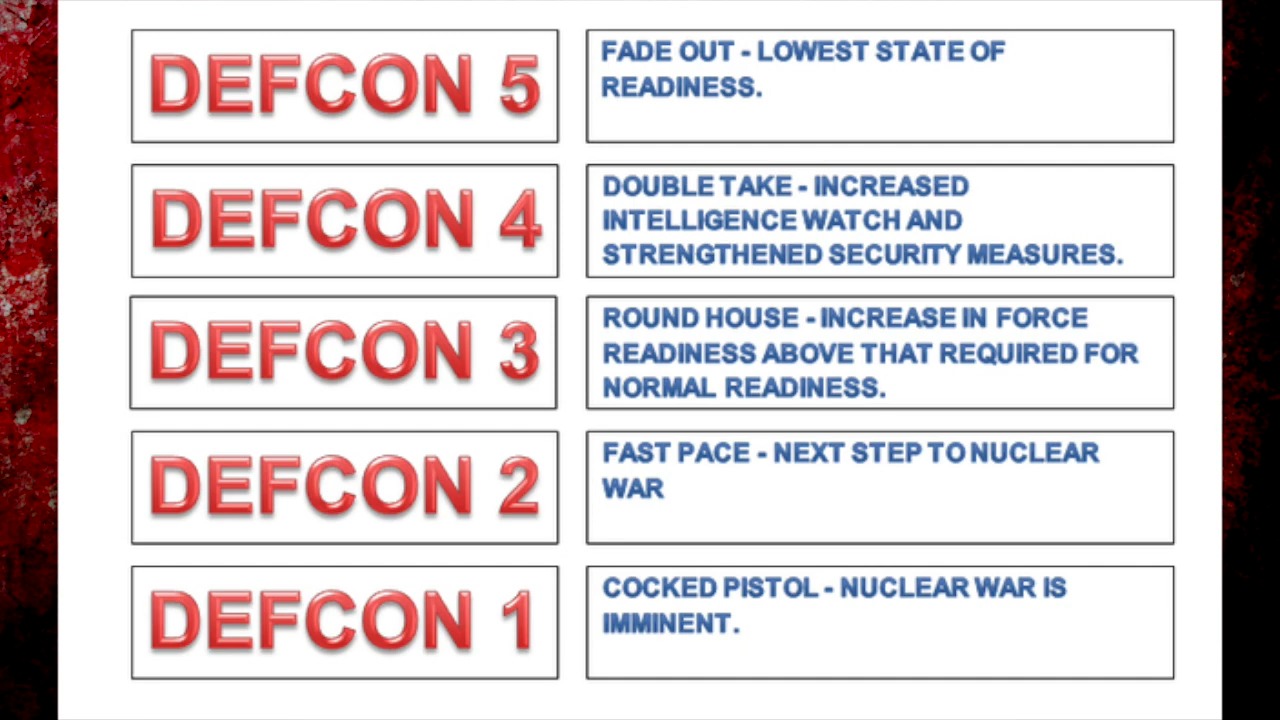 DEFCON 5
FADE OUT - LOWEST STATE OF
READINESS.
DEFCON 4
DOUBLE TAKE - INCREASED
INTELLIGENCE WATCH AND
STRENGTHENED SECURITY MEASURES.
DEFCON 3
ROUND HOUSE - INCREASE IN FORCE
READINESS ABOVE THAT REQUIRED FOR
NORMAL READINESS.
DEFCON 2
FAST PACE - NEXT STEP TO NUCLEAR
WAR
DEFCON 1
COCKED PISTOL - NUCLEAR WAR IS
IMMINENT.